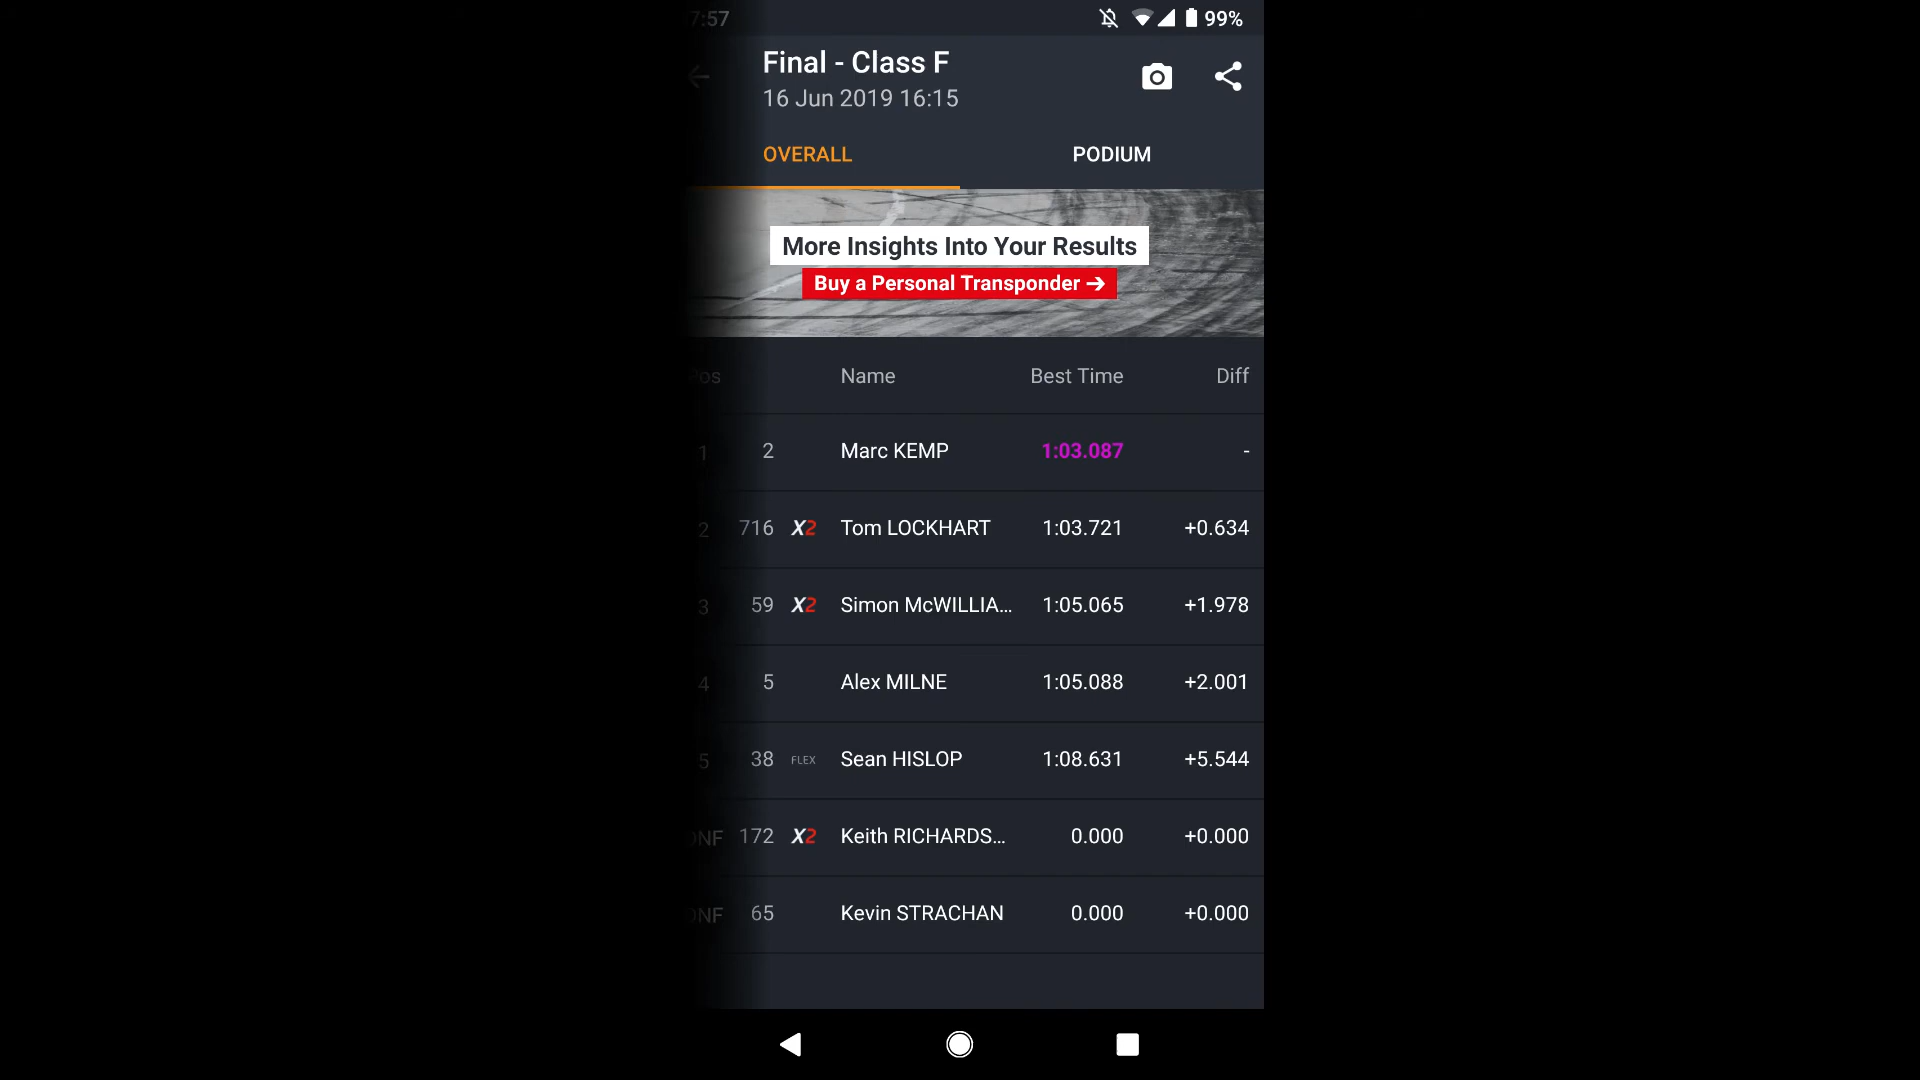 7:57 99%
Final - Class F
16 Jun 2019 16:15
OVERALL PODIUM
More Insights Into Your Results
Buy a Personal Transponder →
Pos Name Best Time Diff
1 2 Marc KEMP 1:03.087 -
2 716 X2 Tom LOCKHART 1:03.721 +0.634
3 59 X2 Simon McWILLIA... 1:05.065 +1.978
4 5 Alex MILNE 1:05.088 +2.001
5 38 FLEX Sean HISLOP 1:08.631 +5.544
DNF 172 X2 Keith RICHARDS... 0.000 +0.000
DNF 65 Kevin STRACHAN 0.000 +0.000